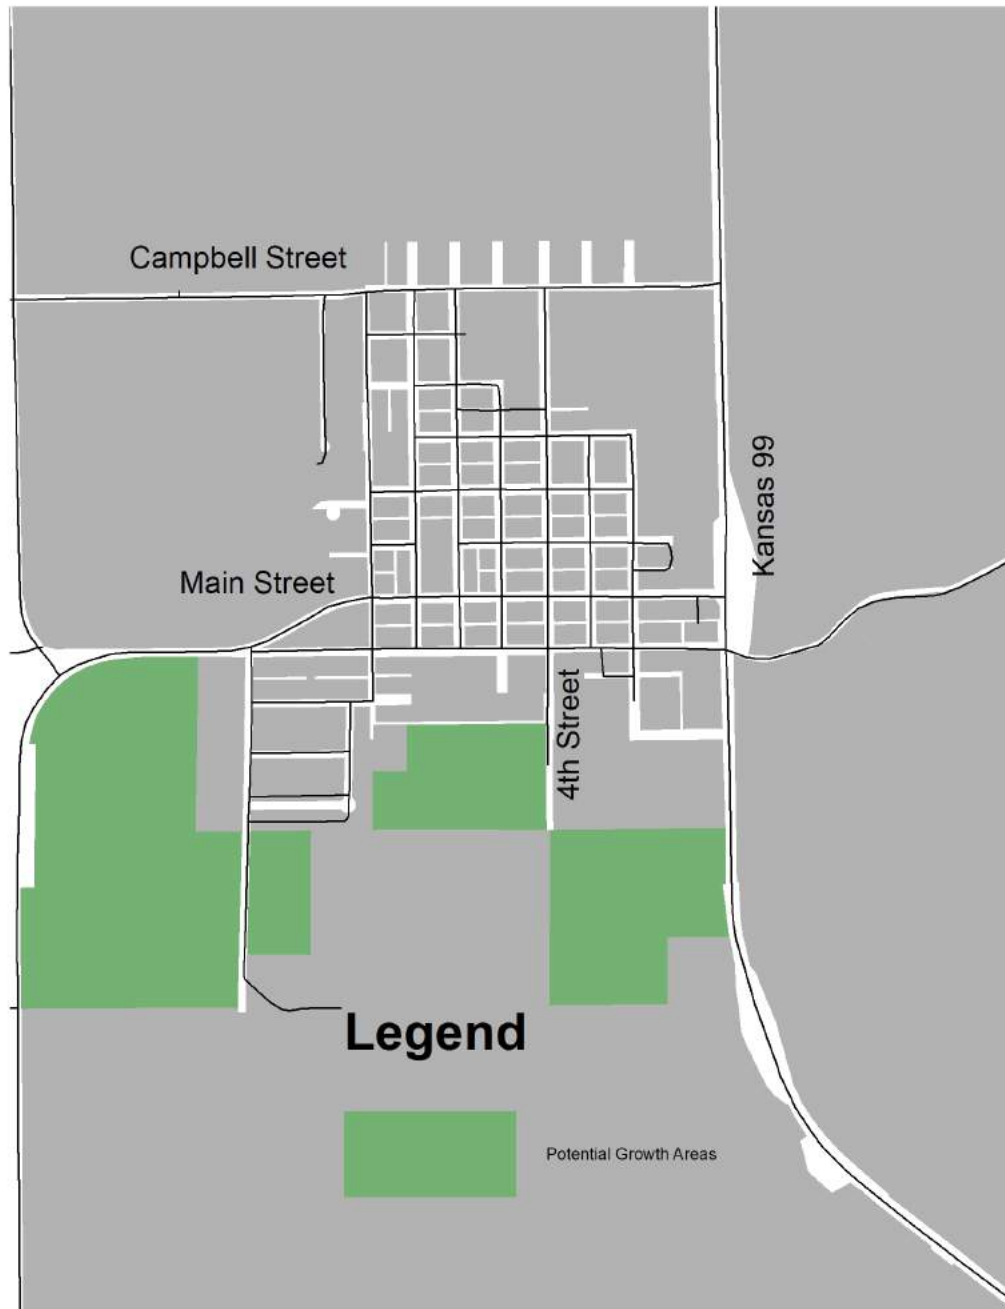 Campbell Street
Kansas 99
Main Street
4th Street
Legend
Potential Growth Areas